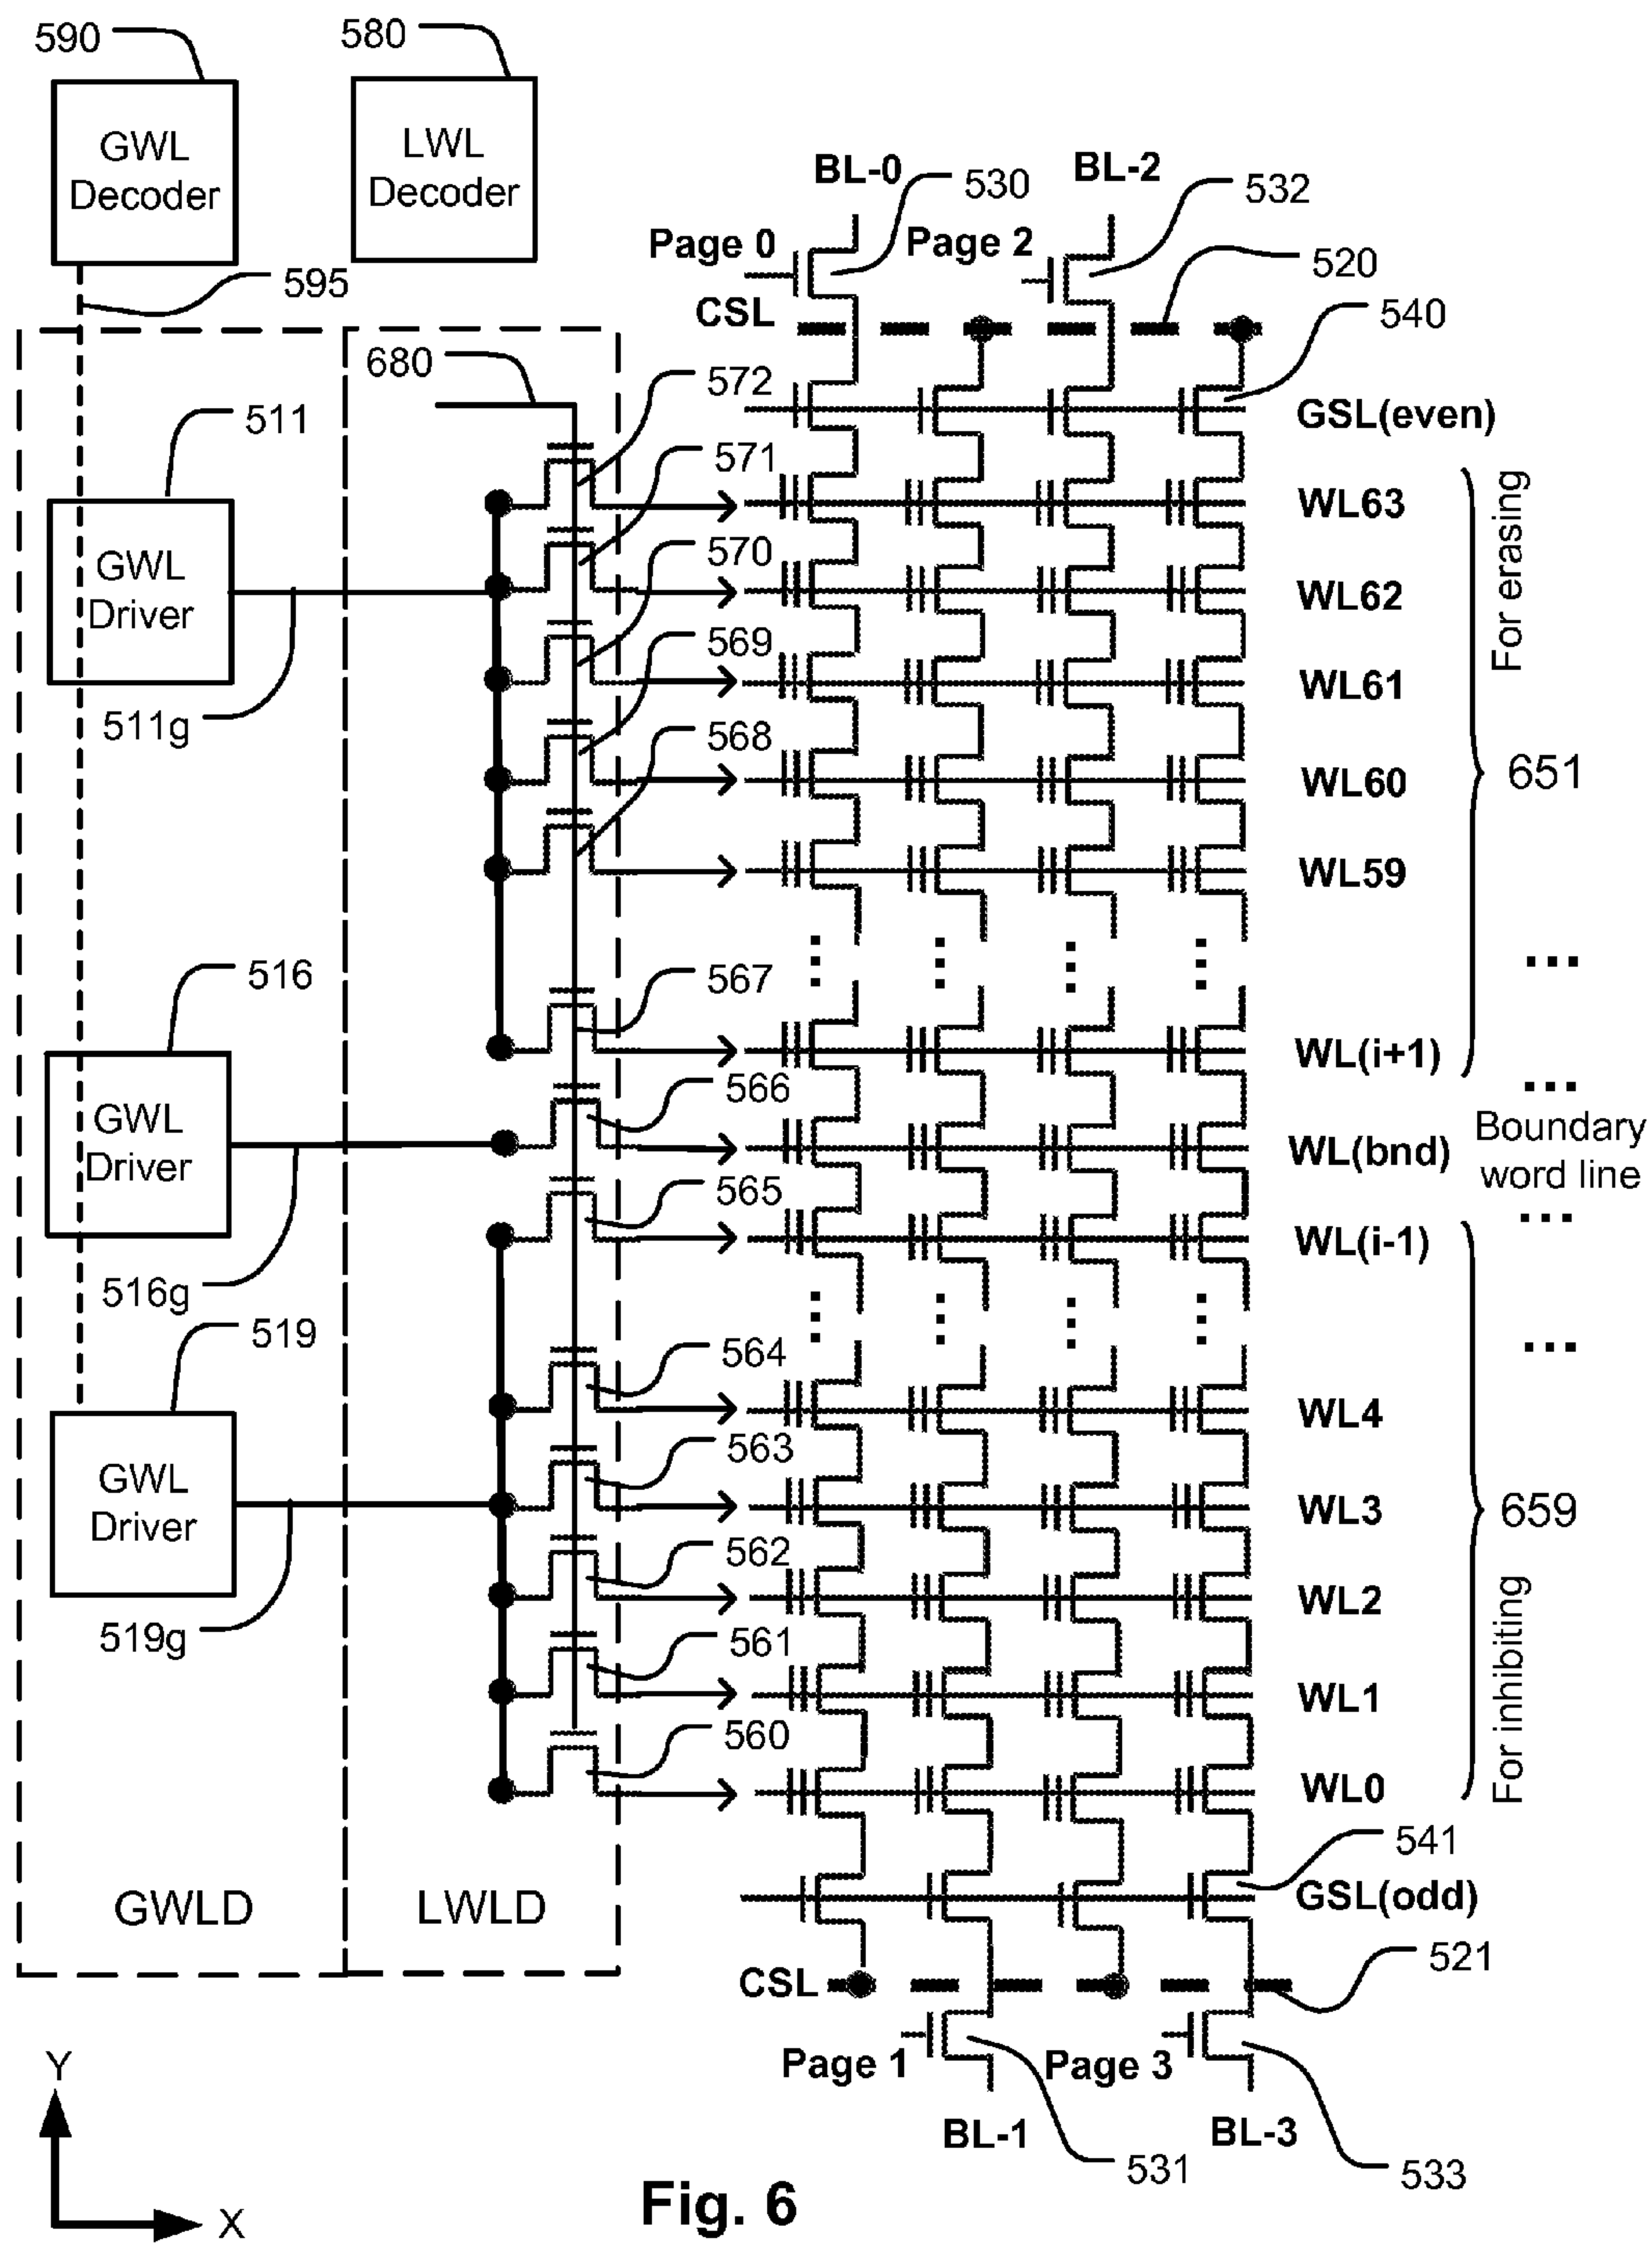 590
580
GWL
Decoder
LWL
Decoder
BL-0
530
BL-2
532
Page 0
Page 2
595
CSL
520
540
680
572
GSL(even)
511
571
WL63
For erasing
GWL
Driver
570
WL62
569
WL61
511g
568
WL60
651
WL59
...
516
567
WL(i+1)
...
GWL
Driver
566
WL(bnd)
Boundary
word line
565
...
WL(i-1)
516g
519
564
...
WL4
563
GWL
Driver
WL3
659
562
WL2
519g
561
WL1
For inhibiting
560
WL0
541
GWLD
LWLD
GSL(odd)
CSL
521
Page 1
Page 3
BL-1
BL-3
531
533
Y
X
Fig. 6